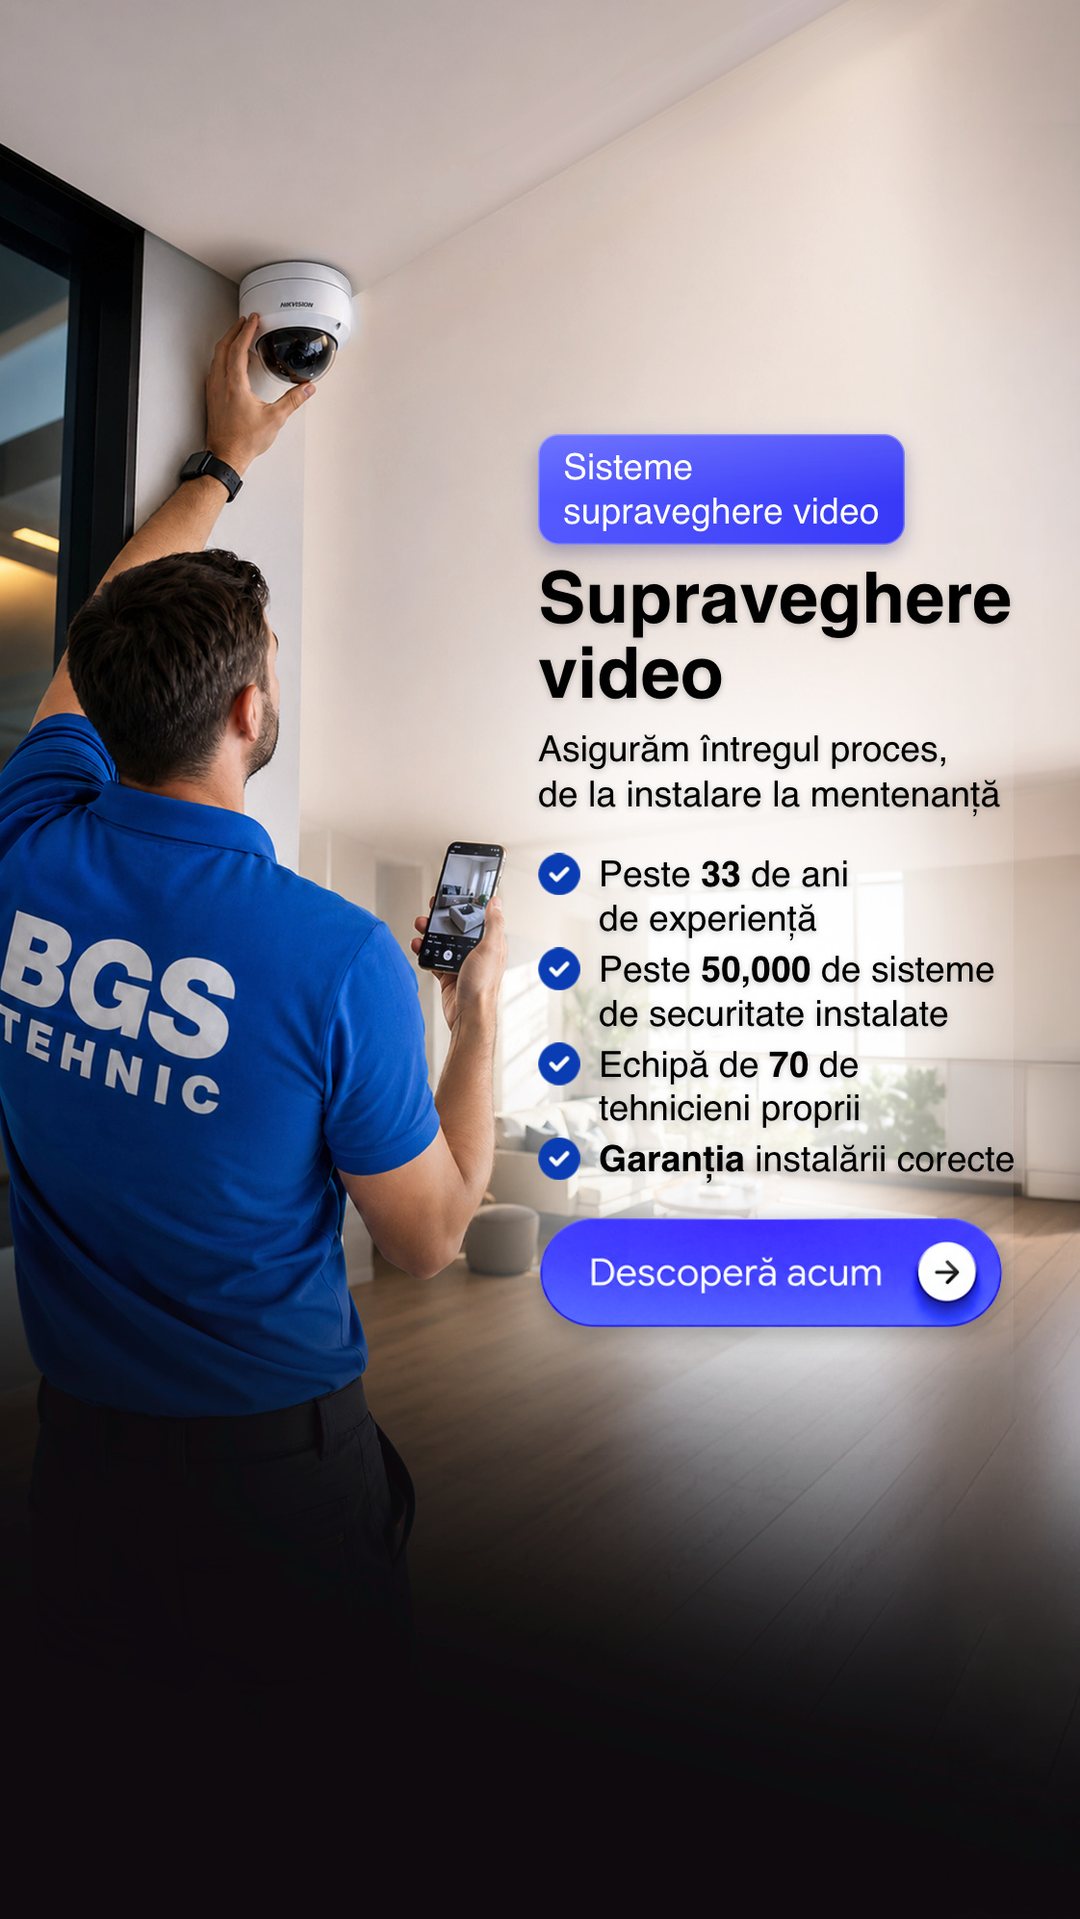 HIKVISION
Sisteme
supraveghere video
Supraveghere
video
Asigurăm întregul proces,
de la instalare la mentenanță
Peste 33 de ani
de experiență
Peste 50,000 de sisteme
de securitate instalate
Echipă de 70 de
tehnicieni proprii
Garanția instalării corecte
Descoperă acum
BGS
TEHNIC